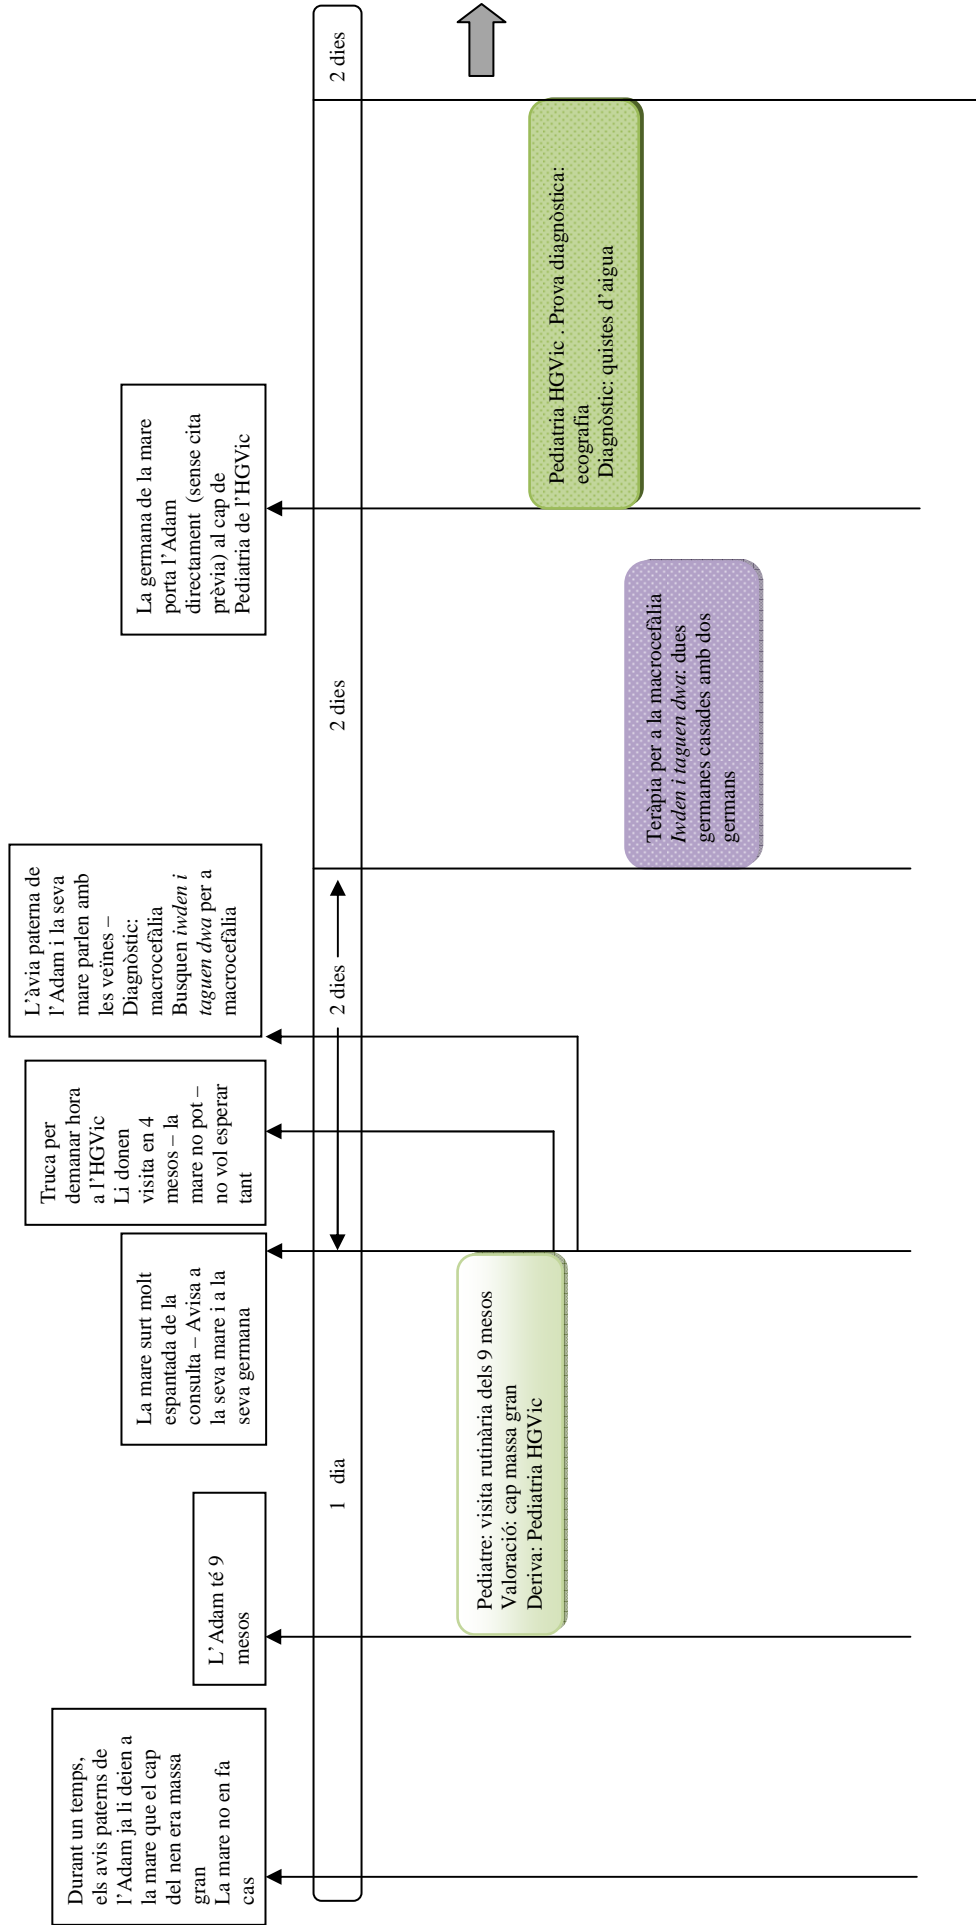 Durant un temps,
els avis paterns de
l'Adam ja li deien a
la mare que el cap
del nen era massa
gran
La mare no en fa
cas
L'Adam té 9
mesos
La mare surt molt
espantada de la
consulta – Avisa a
la seva mare i a la
seva germana
Truca per
demanar hora
a l'HGVic
Li donen
visita en 4
mesos – la
mare no pot –
no vol esperar
tant
L'àvia paterna de
l'Adam i la seva
mare parlen amb
les veïnes –
Diagnòstic:
macrocefàlia
Busquen iwden i
taguen dwa per a
macrocefàlia
La germana de la mare
porta l'Adam
directament (sense cita
prèvia) al cap de
Pediatria de l'HGVic
1 dia
2 dies
2 dies
2 dies
Pediatre: visita rutinària dels 9 mesos
Valoració: cap massa gran
Deriva: Pediatria HGVic
Teràpia per a la macrocefàlia
Iwden i taguen dwa: dues
germanes casades amb dos
germans
Pediatria HGVic . Prova diagnòstica:
ecografia
Diagnòstic: quistes d'aigua